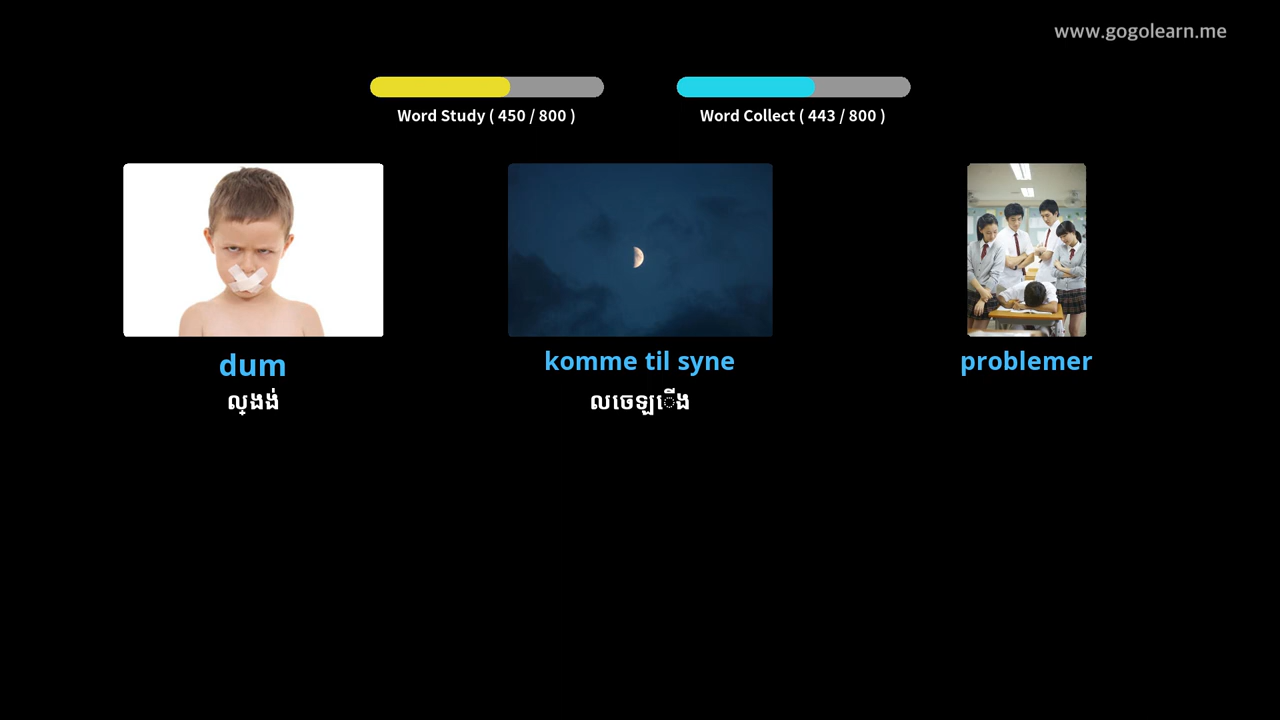 www.gogolearn.me
Word Study ( 450 / 800 )
Word Collect ( 443 / 800 )
dum
komme til syne
problemer
ល្ងង់
លេចឡើង